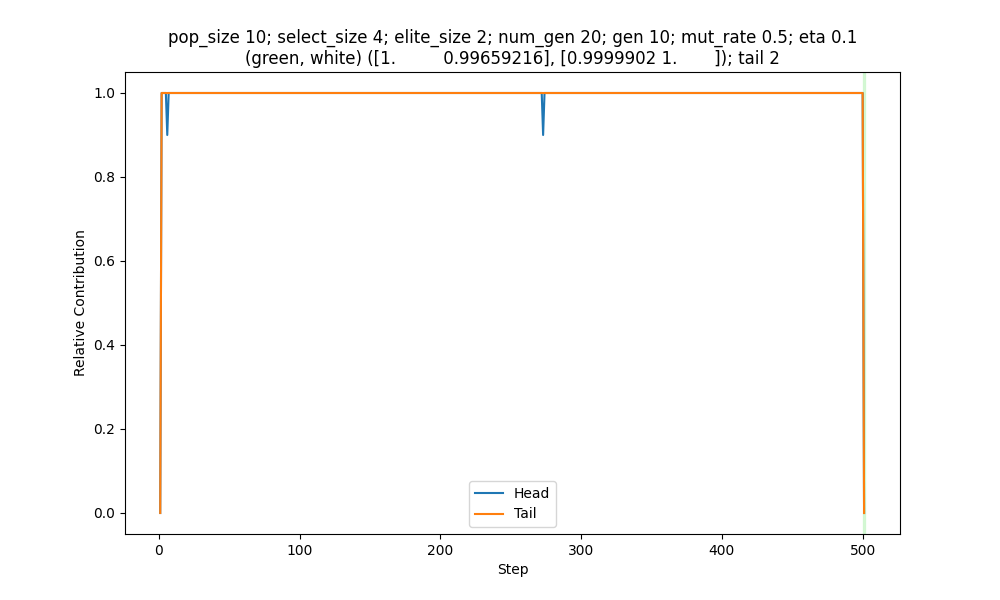 pop_size 10; select_size 4; elite_size 2; num_gen 20; gen 10; mut_rate 0.5; eta 0.1
(green, white) ([1.         0.99659216], [0.9999902 1.       ]); tail 2
1.0
0.8
0.6
0.4
0.2
0.0
Relative Contribution
Head
Tail
0 100 200 300 400 500
Step